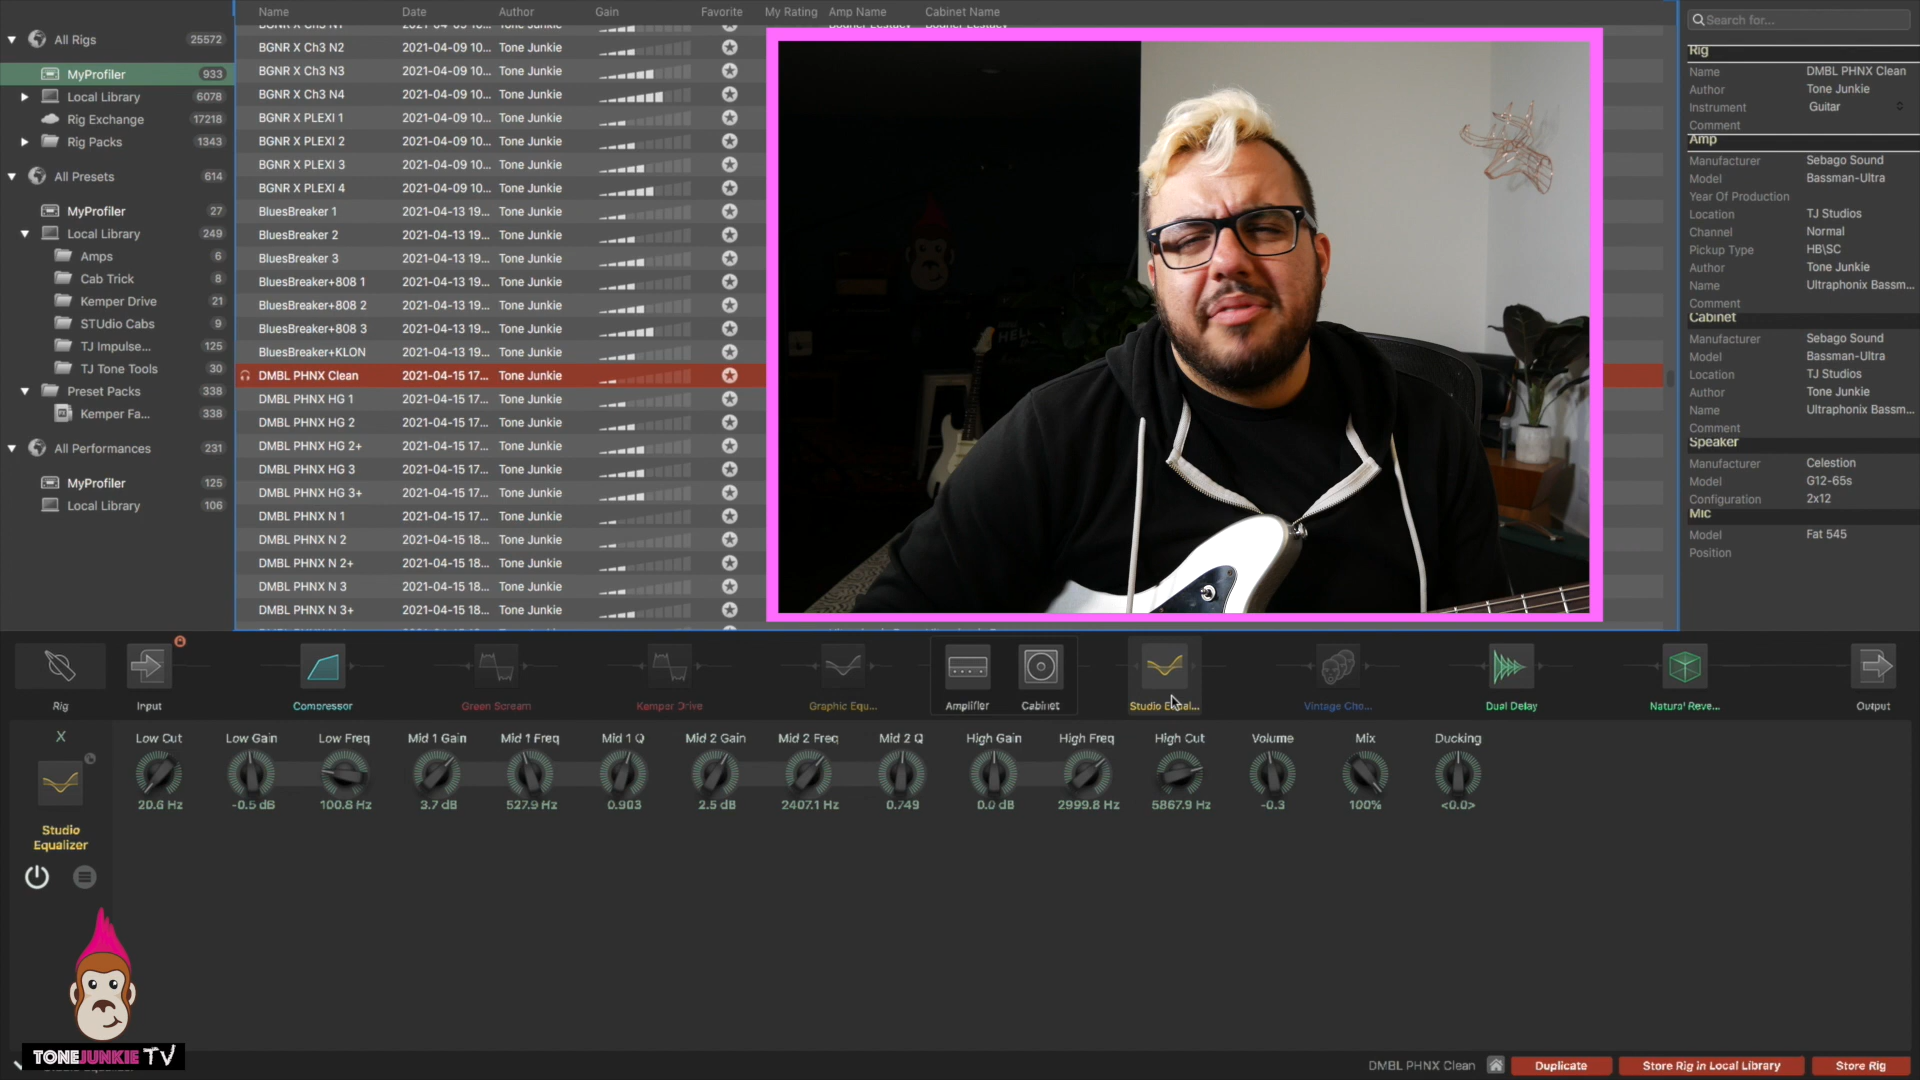 Name Date Author Gain Favorite My Rating Amp Name Cabinet Name
All Rigs 25572
MyProfiler 933
Local Library 6078
Rig Exchange 17218
Rig Packs 1343
All Presets 614
MyProfiler 27
Local Library 249
Amps 6
Cab Trick 8
Kemper Drive 21
STUdio Cabs 9
TJ Impulse... 125
TJ Tone Tools 30
Preset Packs 338
Kemper Fa... 338
All Performances 231
MyProfiler 125
Local Library 106
BGNR X Ch3 N2 2021-04-09 10... Tone Junkie
BGNR X Ch3 N3 2021-04-09 10... Tone Junkie
BGNR X Ch3 N4 2021-04-09 10... Tone Junkie
BGNR X PLEXI 1 2021-04-09 10... Tone Junkie
BGNR X PLEXI 2 2021-04-09 10... Tone Junkie
BGNR X PLEXI 3 2021-04-09 10... Tone Junkie
BGNR X PLEXI 4 2021-04-09 10... Tone Junkie
BluesBreaker 1 2021-04-13 19... Tone Junkie
BluesBreaker 2 2021-04-13 19... Tone Junkie
BluesBreaker 3 2021-04-13 19... Tone Junkie
BluesBreaker+808 1 2021-04-13 19... Tone Junkie
BluesBreaker+808 2 2021-04-13 19... Tone Junkie
BluesBreaker+808 3 2021-04-13 19... Tone Junkie
BluesBreaker+KLON 2021-04-13 19... Tone Junkie
DMBL PHNX Clean 2021-04-15 17... Tone Junkie
DMBL PHNX HG 1 2021-04-15 17... Tone Junkie
DMBL PHNX HG 2 2021-04-15 17... Tone Junkie
DMBL PHNX HG 2+ 2021-04-15 17... Tone Junkie
DMBL PHNX HG 3 2021-04-15 17... Tone Junkie
DMBL PHNX HG 3+ 2021-04-15 17... Tone Junkie
DMBL PHNX N 1 2021-04-15 17... Tone Junkie
DMBL PHNX N 2 2021-04-15 18... Tone Junkie
DMBL PHNX N 2+ 2021-04-15 18... Tone Junkie
DMBL PHNX N 3 2021-04-15 18... Tone Junkie
DMBL PHNX N 3+ 2021-04-15 18... Tone Junkie
Search for...
Rig
Name DMBL PHNX Clean
Author Tone Junkie
Instrument Guitar
Comment
Amp
Manufacturer Sebago Sound
Model Bassman-Ultra
Year Of Production
Location TJ Studios
Channel Normal
Pickup Type HB\SC
Author Tone Junkie
Name Ultraphonix Bassm...
Comment
Cabinet
Manufacturer Sebago Sound
Model Bassman-Ultra
Location TJ Studios
Author Tone Junkie
Name Ultraphonix Bassm...
Comment
Speaker
Manufacturer Celestion
Model G12-65s
Configuration 2x12
Mic
Model Fat 545
Position
Rig Input Compressor Green Scream Kemper Drive Graphic Equ... Amplifier Cabinet Studio Equal... Vintage Cho... Dual Delay Natural Reve... Output
X Low Cut Low Gain Low Freq Mid 1 Gain Mid 1 Freq Mid 1 Q Mid 2 Gain Mid 2 Freq Mid 2 Q High Gain High Freq High Cut Volume Mix Ducking
20.6 Hz -0.5 dB 100.8 Hz 3.7 dB 527.9 Hz 0.903 2.5 dB 2407.1 Hz 0.749 0.0 dB 2999.8 Hz 5867.9 Hz -0.3 100% <0.0>
Studio
Equalizer
TONEJUNKIE TV
DMBL PHNX Clean Duplicate Store Rig in Local Library Store Rig